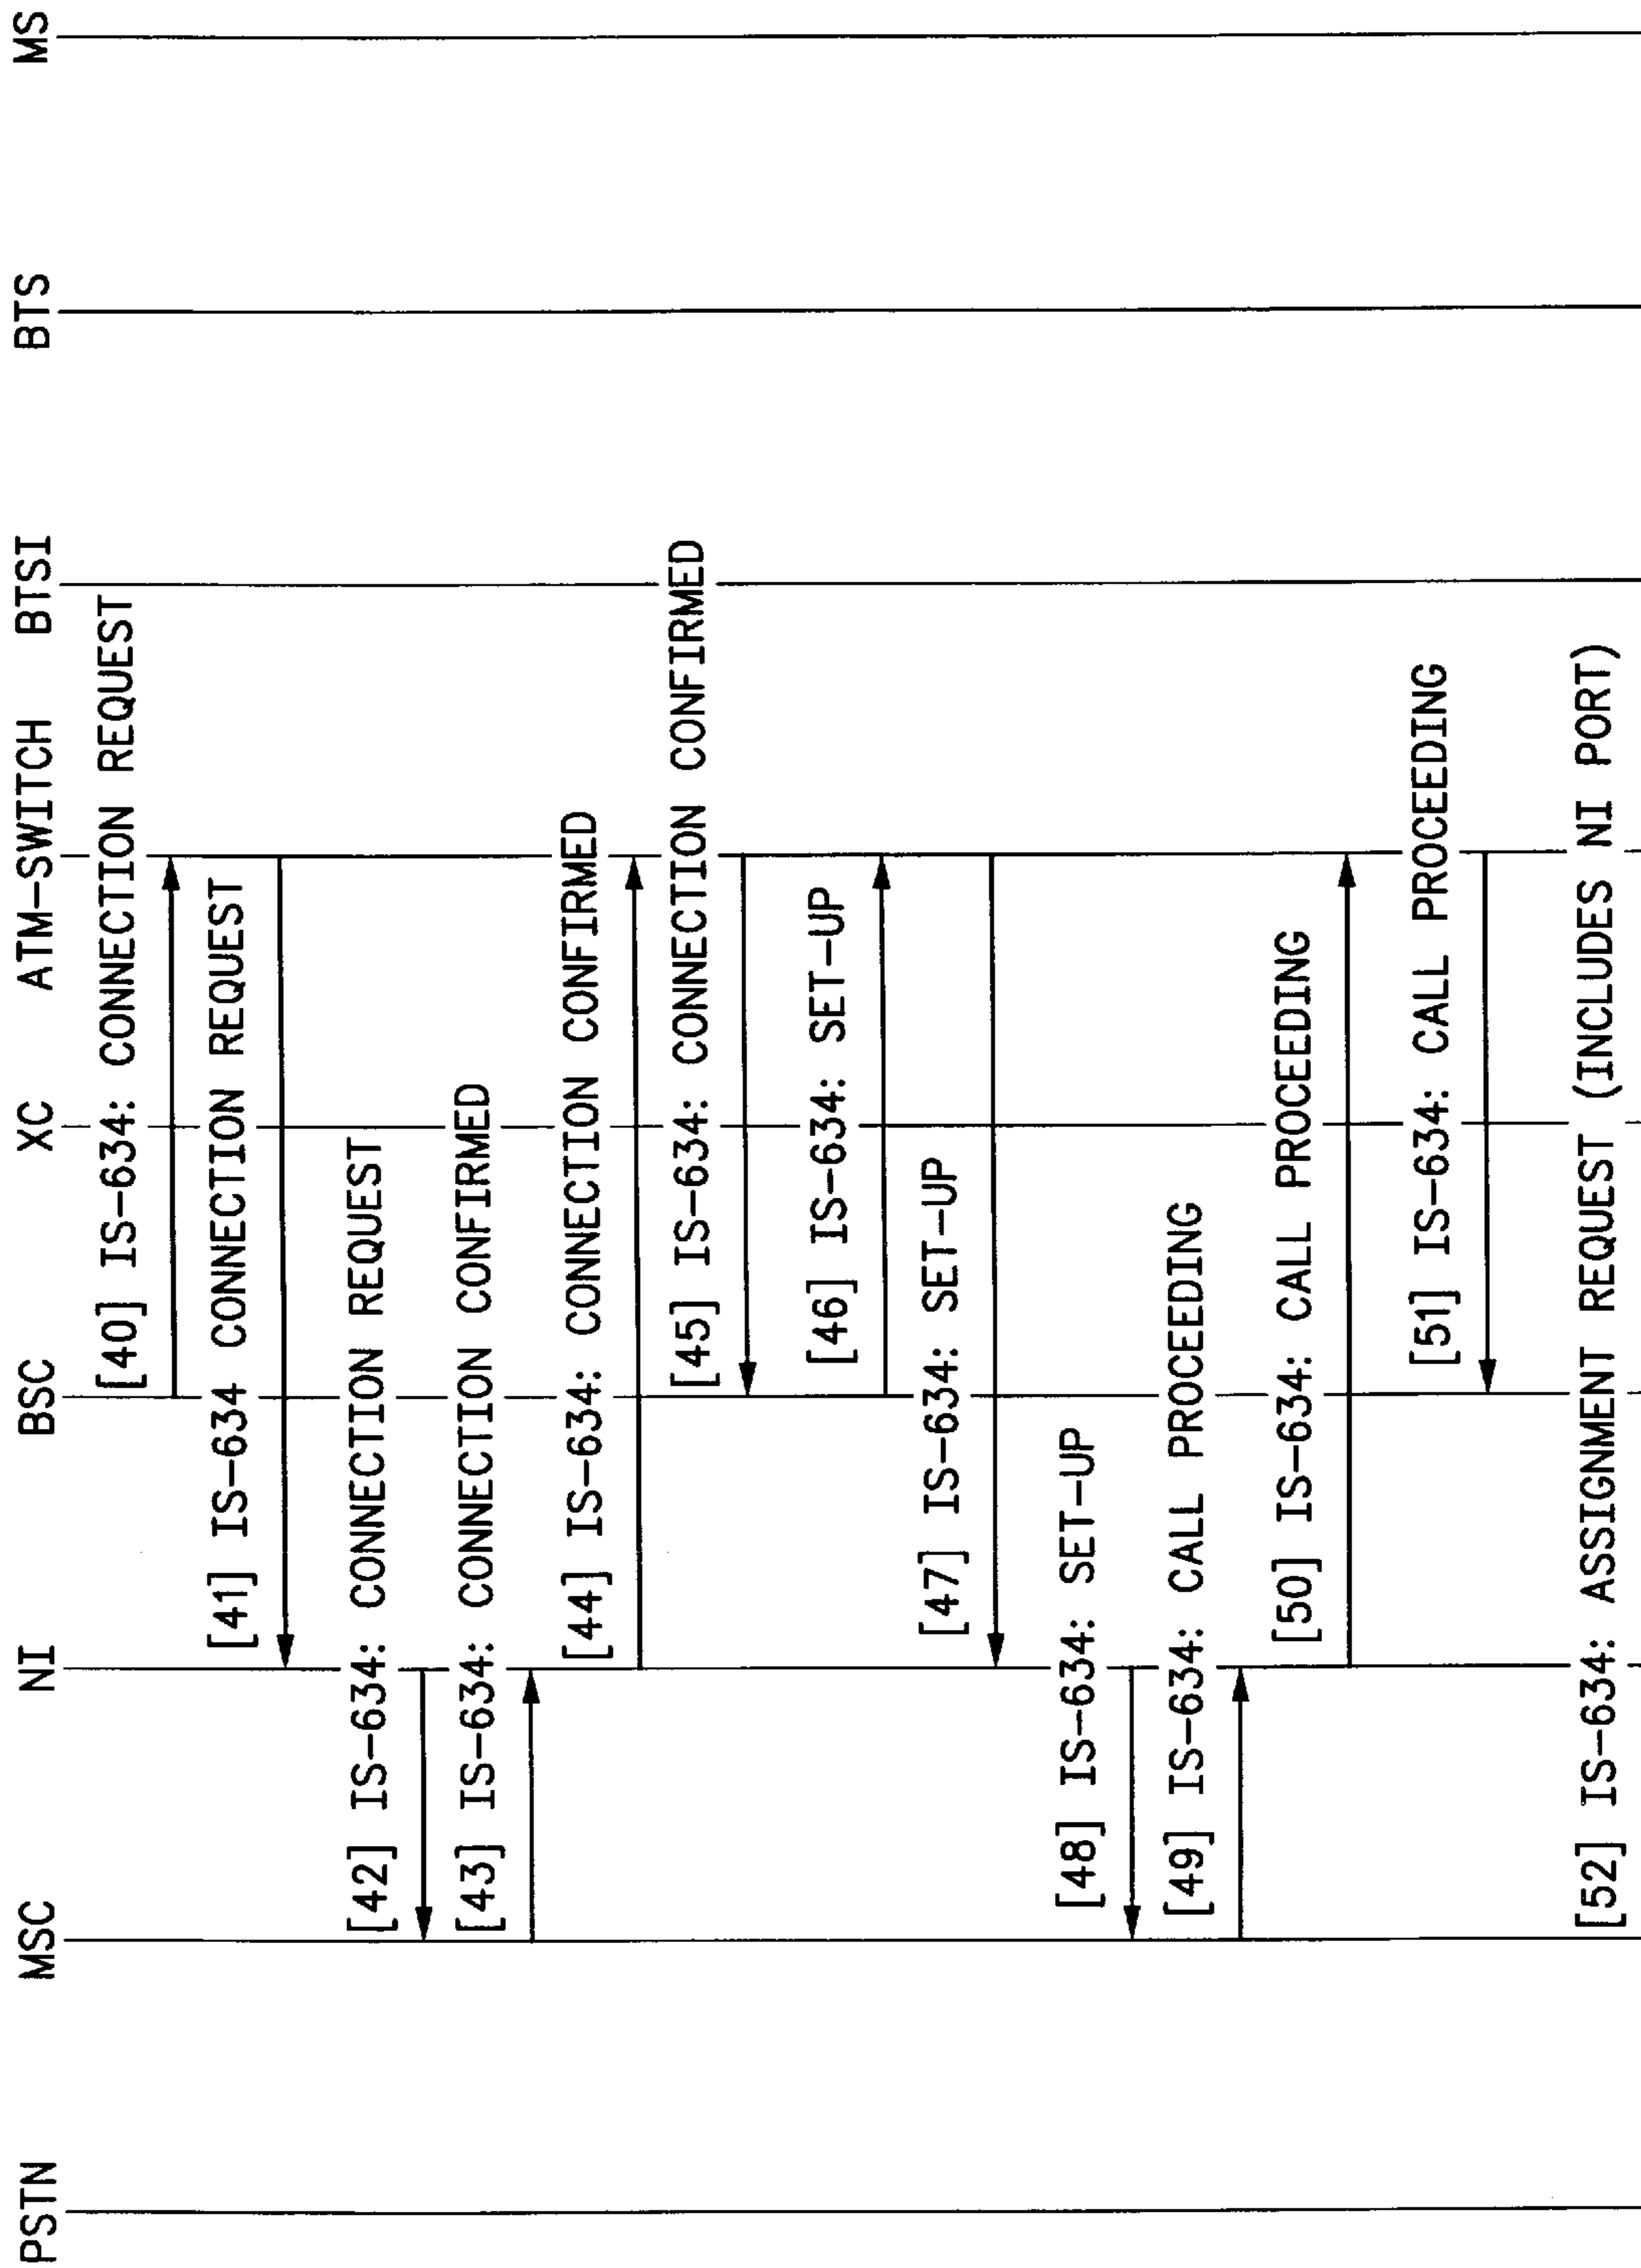 PSTN MSC NI BSC XC ATM-SWITCH BTSI BTS MS
[40] IS-634: CONNECTION REQUEST
[41] IS-634 CONNECTION REQUEST
[42] IS-634: CONNECTION REQUEST
[43] IS-634: CONNECTION CONFIRMED
[44] IS-634: CONNECTION CONFIRMED
[45] IS-634: CONNECTION CONFIRMED
[46] IS-634: SET-UP
[47] IS-634: SET-UP
[48] IS-634: SET-UP
[49] IS-634: CALL PROCEEDING
[50] IS-634: CALL PROCEEDING
[51] IS-634: CALL PROCEEDING
[52] IS-634: ASSIGNMENT REQUEST (INCLUDES NI PORT)